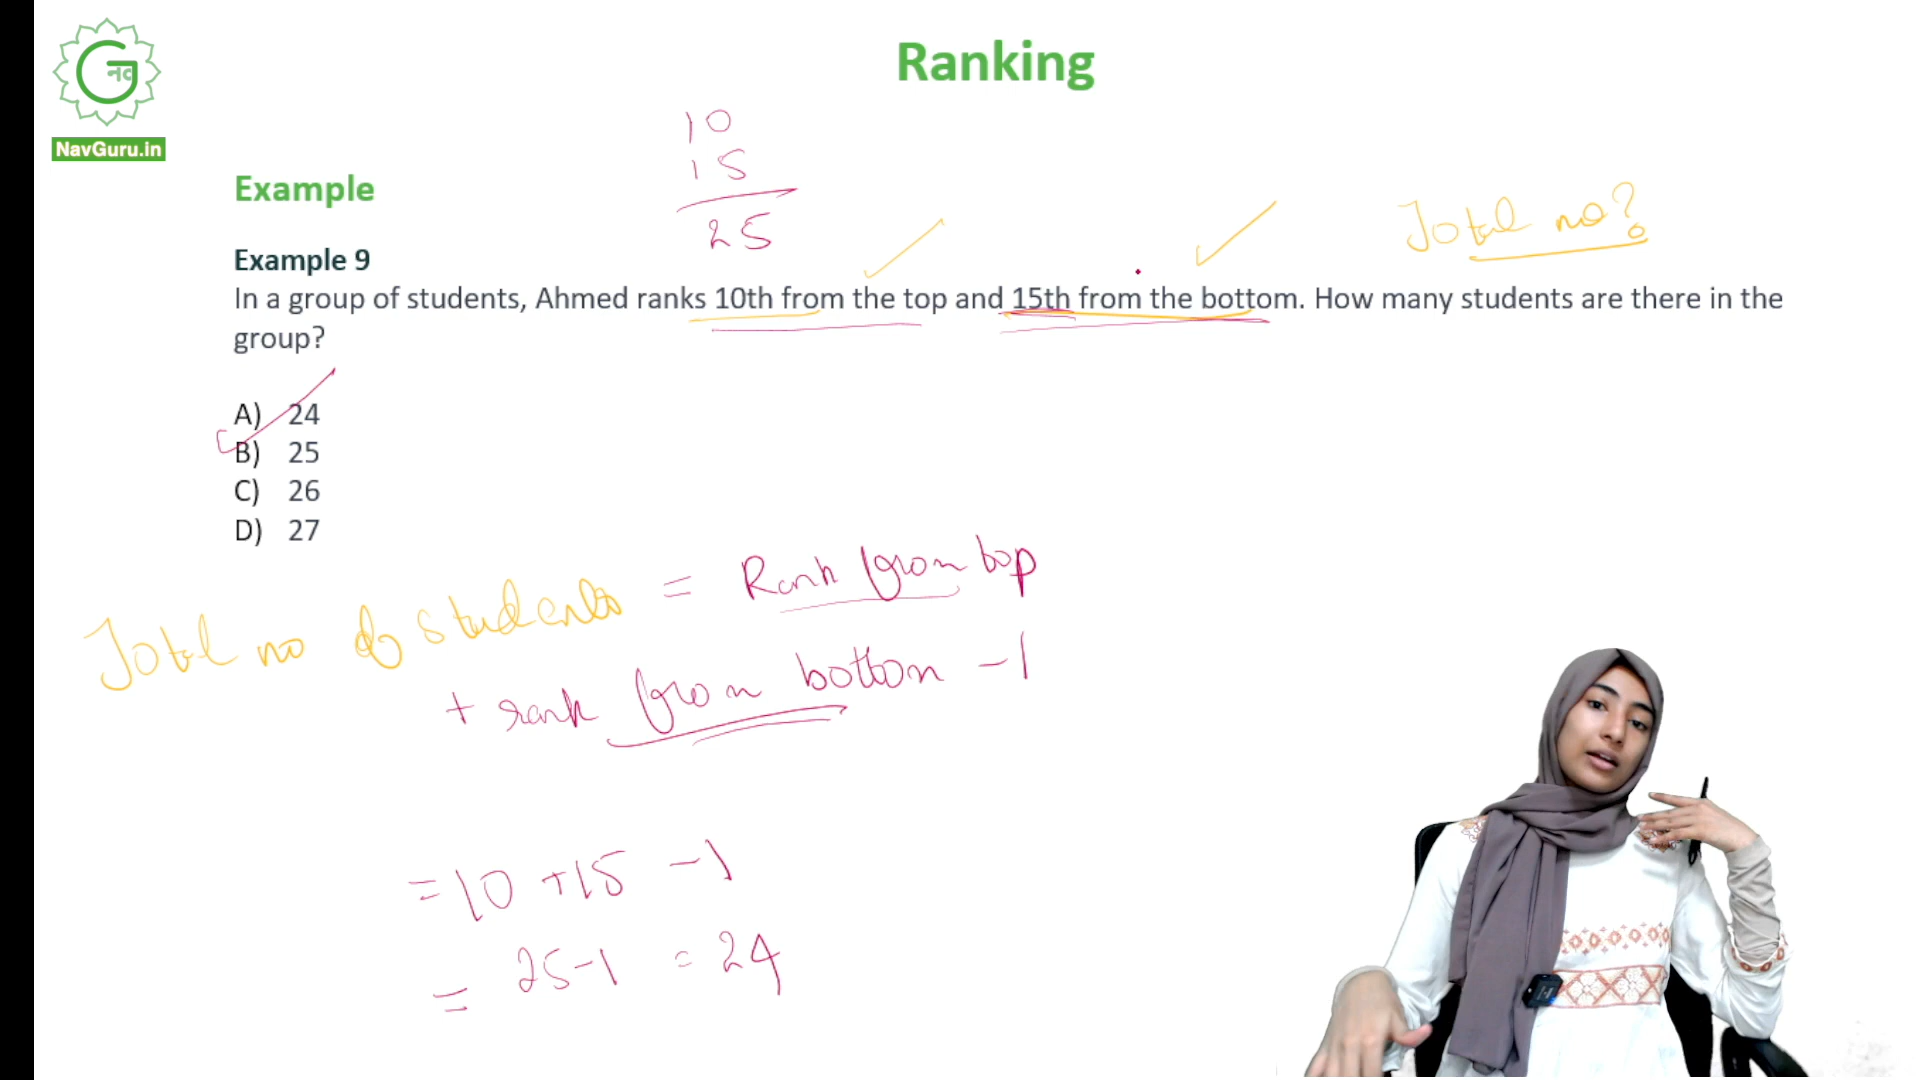 Ranking
नव
NavGuru.in
10
15
25
Example
Total no?
Example 9
In a group of students, Ahmed ranks 10th from the top and 15th from the bottom. How many students are there in the
group?
A) 24
B) 25
C) 26
D) 27
Total no of students = Rank from top
+ rank from bottom -1
= 10 + 15 - 1
= 25-1 = 24